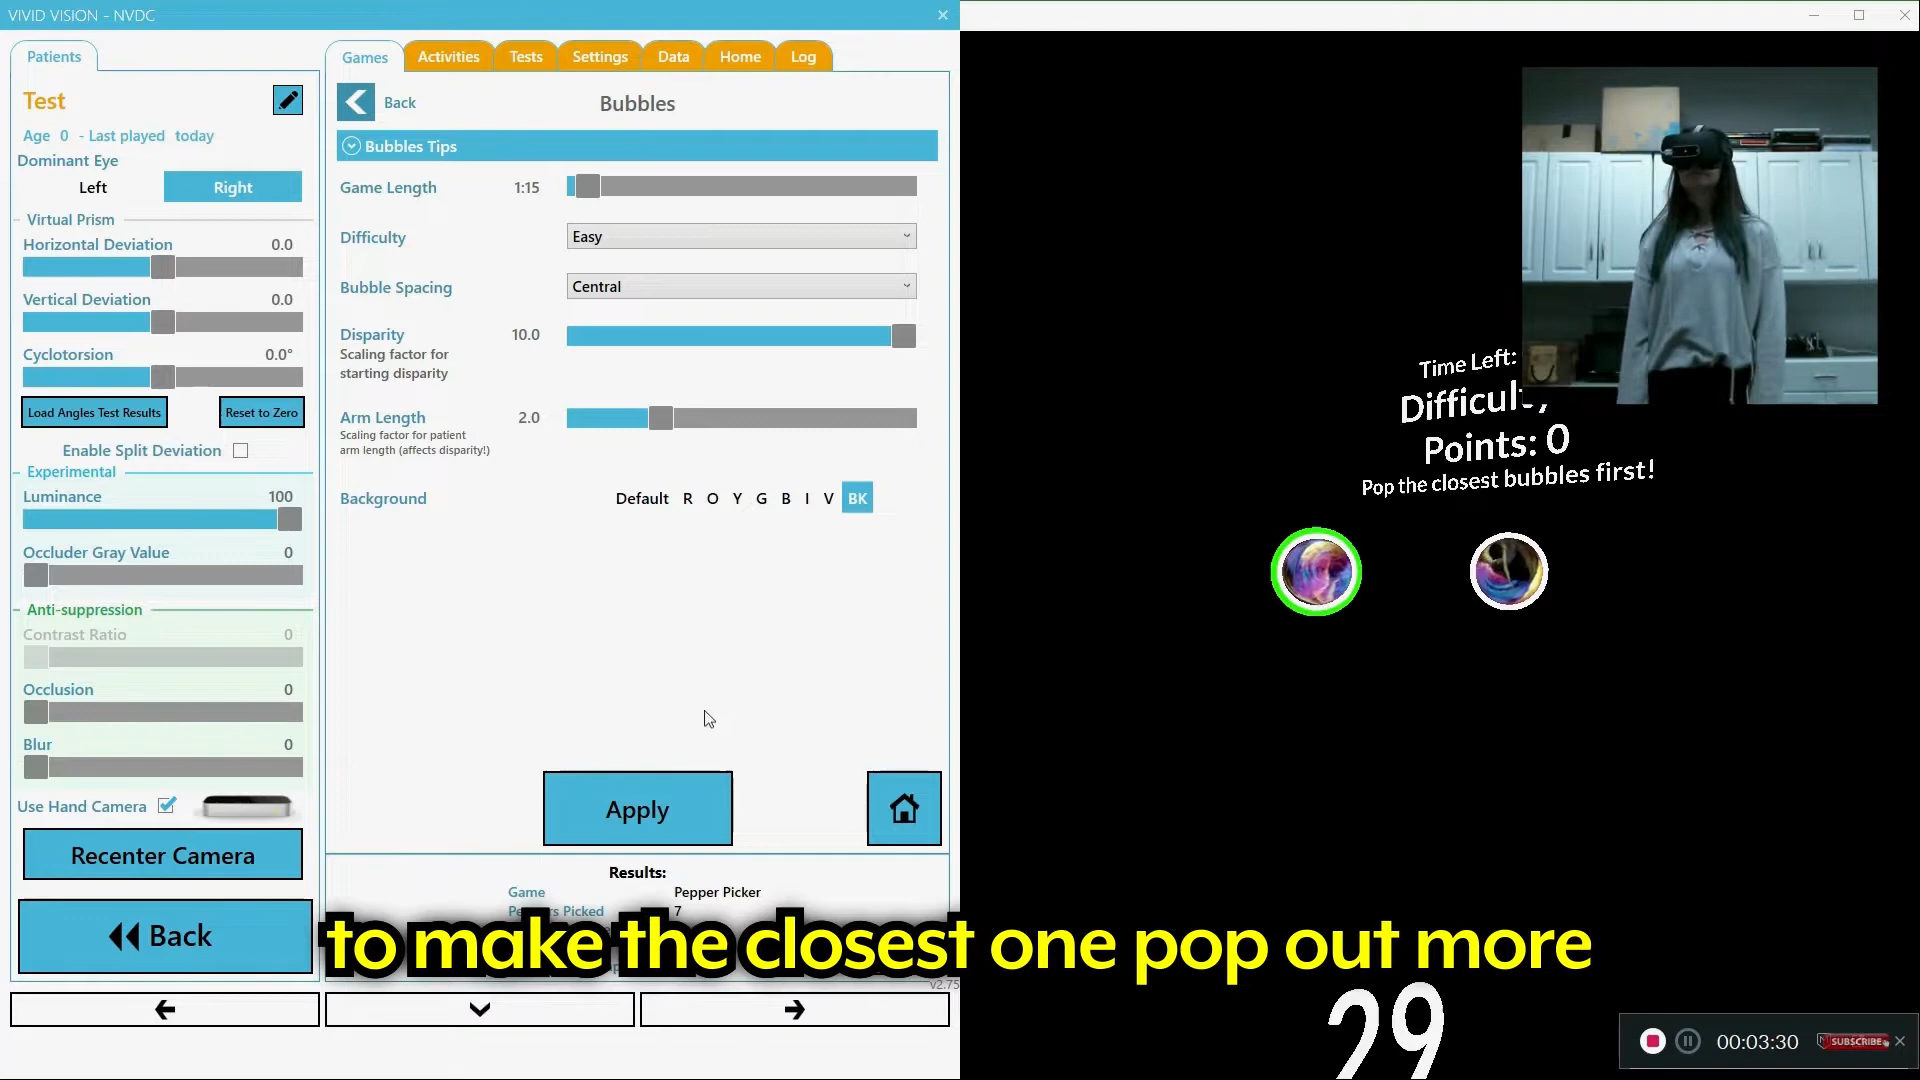 VIVID VISION - NVDC
Patients
Games
Activities
Tests
Settings
Data
Home
Log
Test
Age 0 - Last played today
Dominant Eye
Left
Right
Virtual Prism
Horizontal Deviation 0.0
Vertical Deviation 0.0
Cyclotorsion 0.0°
Load Angles Test Results
Reset to Zero
Enable Split Deviation
Experimental
Luminance 100
Occluder Gray Value 0
Anti-suppression
Contrast Ratio 0
Occlusion 0
Blur 0
Use Hand Camera
Recenter Camera
Back
Back
Bubbles
Bubbles Tips
Game Length 1:15
Difficulty Easy
Bubble Spacing Central
Disparity 10.0
Scaling factor for
starting disparity
Arm Length 2.0
Scaling factor for patient
arm length (affects disparity!)
Background Default R O Y G B I V BK
Apply
Results:
Game Pepper Picker
Picked 7
v2.75
Time Left:
Points: 0
Pop the closest bubbles first!
to make the closest one pop out more
29
00:03:30
SUBSCRIBE